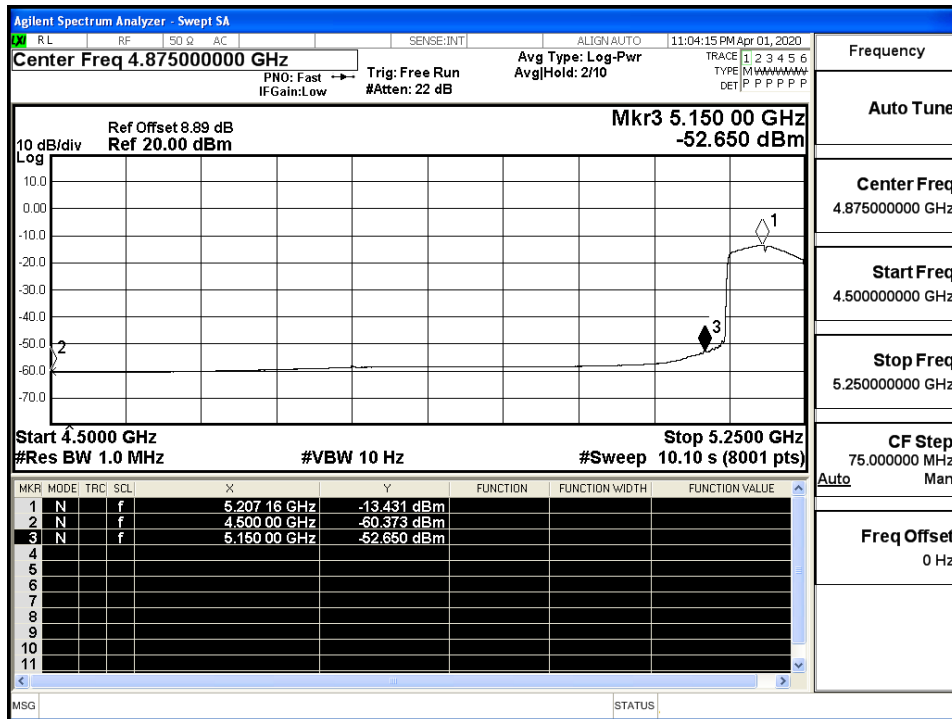 Agilent Spectrum Analyzer - Swept SA
LXI RL RF 50 Ω AC SENSE:INT ALIGN AUTO 11:04:15 PM Apr 01, 2020
Center Freq 4.875000000 GHz
PNO: Fast
IFGain:Low
Trig: Free Run
#Atten: 22 dB
Avg Type: Log-Pwr
Avg|Hold: 2/10
TRACE 1 2 3 4 5 6
TYPE M W W W W W
DET P P P P P P
Ref Offset 8.89 dB
Ref 20.00 dBm
10 dB/div
Log
Mkr3 5.150 00 GHz
-52.650 dBm
10.0
0.00
-10.0
-20.0
-30.0
-40.0
-50.0
-60.0
-70.0
1
2
3
Start 4.5000 GHz
#Res BW 1.0 MHz
#VBW 10 Hz
Stop 5.2500 GHz
#Sweep 10.10 s (8001 pts)
MKR MODE TRC SCL X Y FUNCTION FUNCTION WIDTH FUNCTION VALUE
1 N f 5.207 16 GHz -13.431 dBm
2 N f 4.500 00 GHz -60.373 dBm
3 N f 5.150 00 GHz -52.650 dBm
4
5
6
7
8
9
10
11
MSG STATUS
Frequency
Auto Tune
Center Freq
4.875000000 GHz
Start Freq
4.500000000 GHz
Stop Freq
5.250000000 GHz
CF Step
75.000000 MHz
Auto Man
Freq Offset
0 Hz